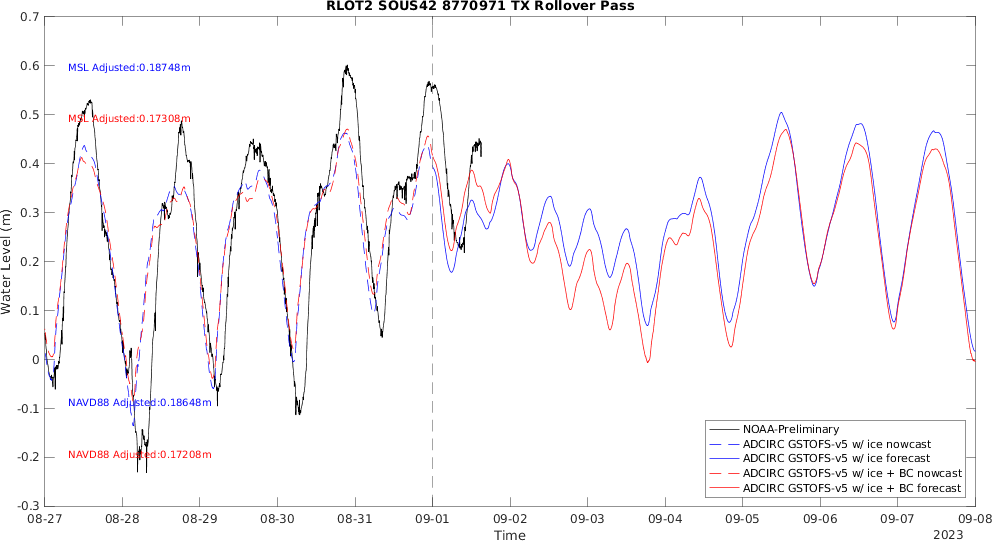 RLOT2 SOUS42 8770971 TX Rollover Pass
0.7
0.6
0.5
0.4
0.3
0.2
0.1
0
-0.1
-0.2
-0.3
Water Level (m)
MSL Adjusted:0.18748m
MSL Adjusted:0.17308m
NAVD88 Adjusted:0.18648m
NAVD88 Adjusted:0.17208m
NOAA-Preliminary
ADCIRC GSTOFS-v5 w/ ice nowcast
ADCIRC GSTOFS-v5 w/ ice forecast
ADCIRC GSTOFS-v5 w/ ice + BC nowcast
ADCIRC GSTOFS-v5 w/ ice + BC forecast
08-27 08-28 08-29 08-30 08-31 09-01 09-02 09-03 09-04 09-05 09-06 09-07 09-08
Time
2023